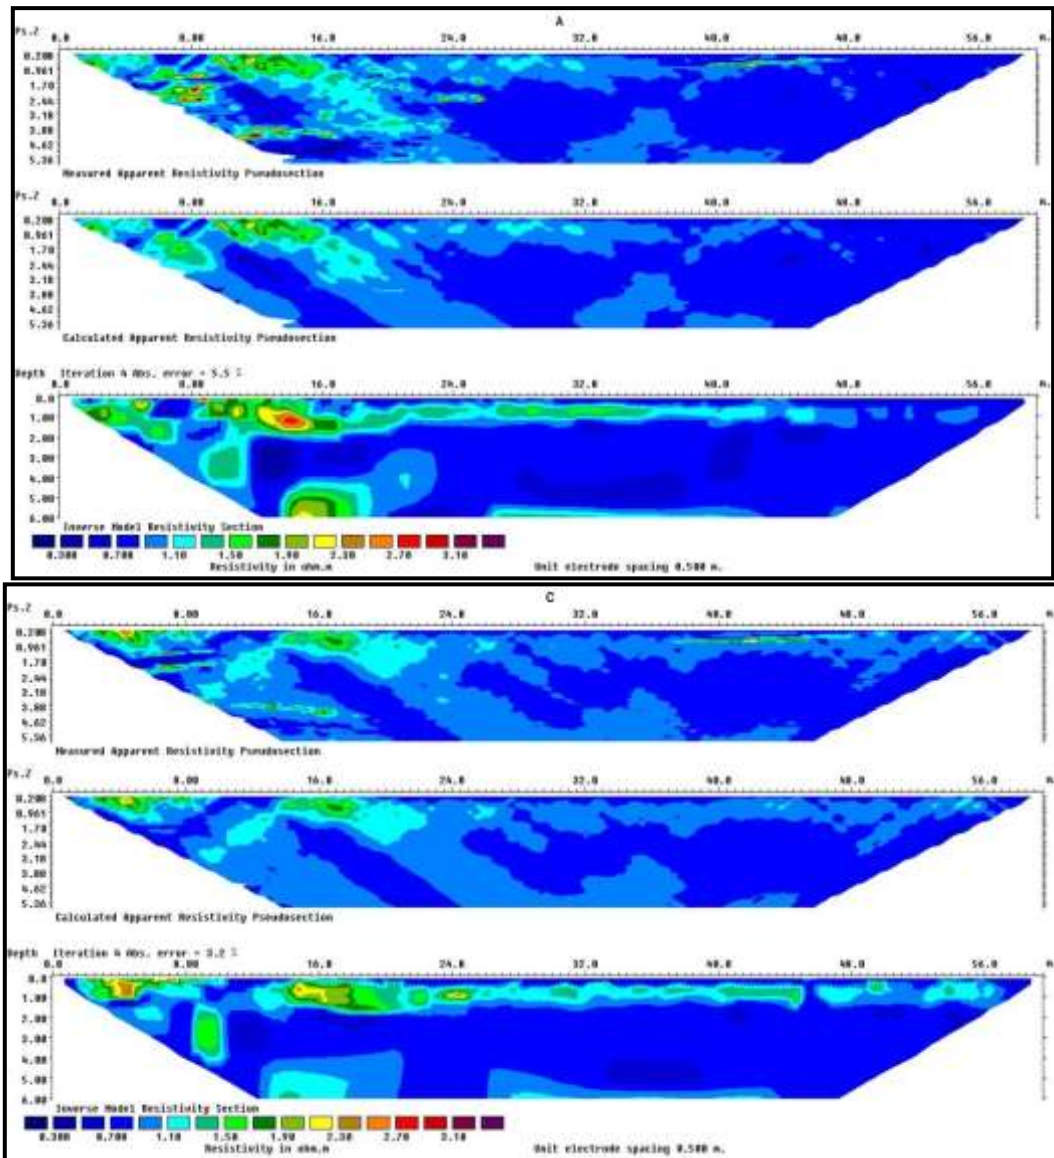 A
Ps.Z 0.0 8.00 16.0 24.0 32.0 40.0 48.0 56.0 m.
0.200
0.961
1.70
2.44
3.18
3.88
4.62
5.36
Measured Apparent Resistivity Pseudosection
Ps.Z 0.0 8.00 16.0 24.0 32.0 40.0 48.0 56.0 m.
0.200
0.961
1.70
2.44
3.18
3.88
4.62
5.36
Calculated Apparent Resistivity Pseudosection
Depth Iteration 4 Abs. error = 5.5 %
0.0 8.00 16.0 24.0 32.0 40.0 48.0 56.0 m.
0.0
1.00
2.00
3.00
4.00
5.00
6.00
Inverse Model Resistivity Section
0.300 0.700 1.10 1.50 1.90 2.30 2.70 3.10
Resistivity in ohm.m
Unit electrode spacing 0.500 m.
C
Ps.Z 0.0 8.00 16.0 24.0 32.0 40.0 48.0 56.0 m.
0.200
0.961
1.70
2.44
3.18
3.88
4.62
5.36
Measured Apparent Resistivity Pseudosection
Ps.Z 0.0 8.00 16.0 24.0 32.0 40.0 48.0 56.0 m.
0.200
0.961
1.70
2.44
3.18
3.88
4.62
5.36
Calculated Apparent Resistivity Pseudosection
Depth Iteration 4 Abs. error = 3.2 %
0.0 8.00 16.0 24.0 32.0 40.0 48.0 56.0 m.
0.0
1.00
2.00
3.00
4.00
5.00
6.00
Inverse Model Resistivity Section
0.300 0.700 1.10 1.50 1.90 2.30 2.70 3.10
Resistivity in ohm.m
Unit electrode spacing 0.500 m.